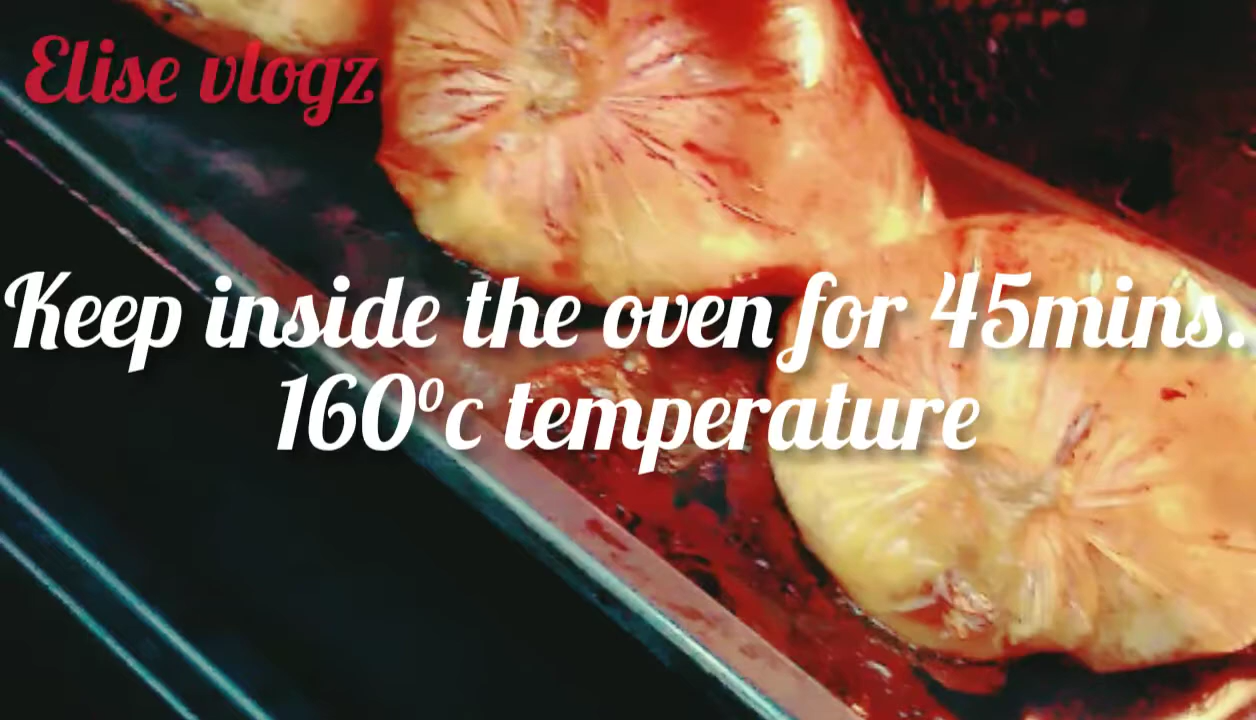 Elise vlogz
Keep inside the oven for 45mins.
160°c temperature